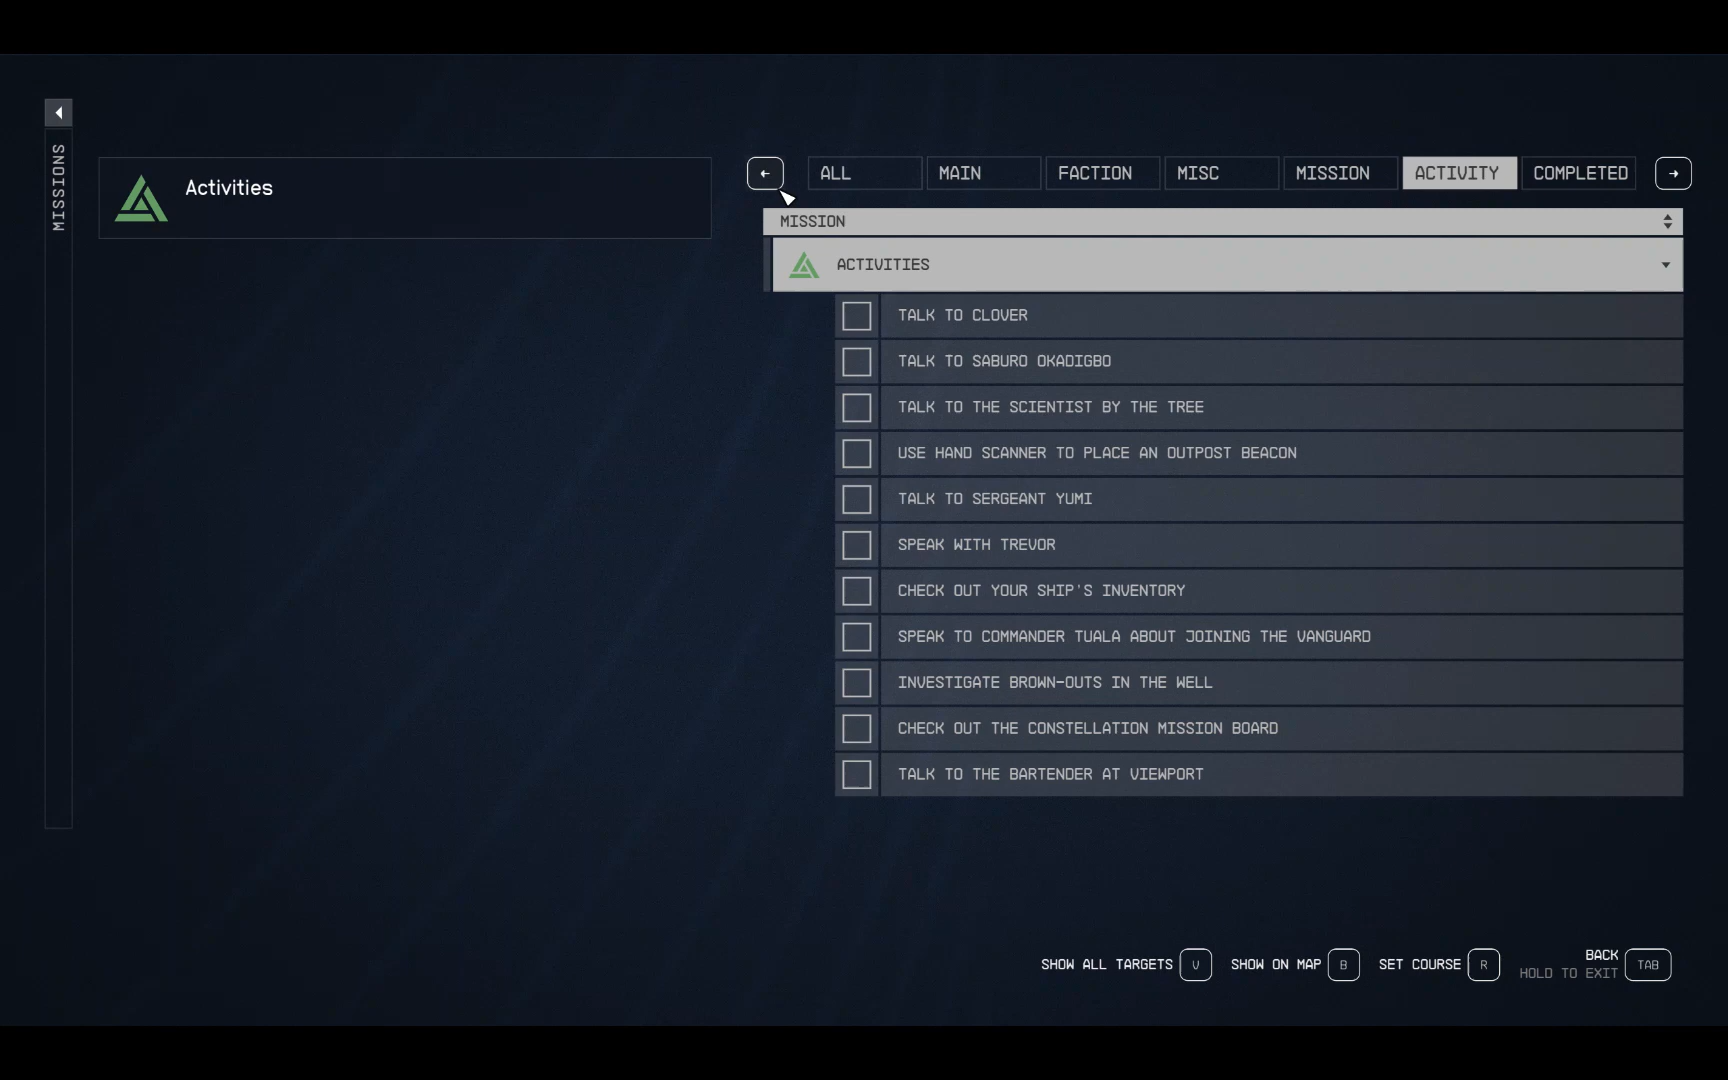 MISSIONS
Activities
ALL
MAIN
FACTION
MISC
MISSION
ACTIVITY
COMPLETED
MISSION
ACTIVITIES
TALK TO CLOVER
TALK TO SABURO OKADIGBO
TALK TO THE SCIENTIST BY THE TREE
USE HAND SCANNER TO PLACE AN OUTPOST BEACON
TALK TO SERGEANT YUMI
SPEAK WITH TREVOR
CHECK OUT YOUR SHIP'S INVENTORY
SPEAK TO COMMANDER TUALA ABOUT JOINING THE VANGUARD
INVESTIGATE BROWN-OUTS IN THE WELL
CHECK OUT THE CONSTELLATION MISSION BOARD
TALK TO THE BARTENDER AT VIEWPORT
SHOW ALL TARGETS V
SHOW ON MAP B
SET COURSE R
BACK
HOLD TO EXIT
TAB